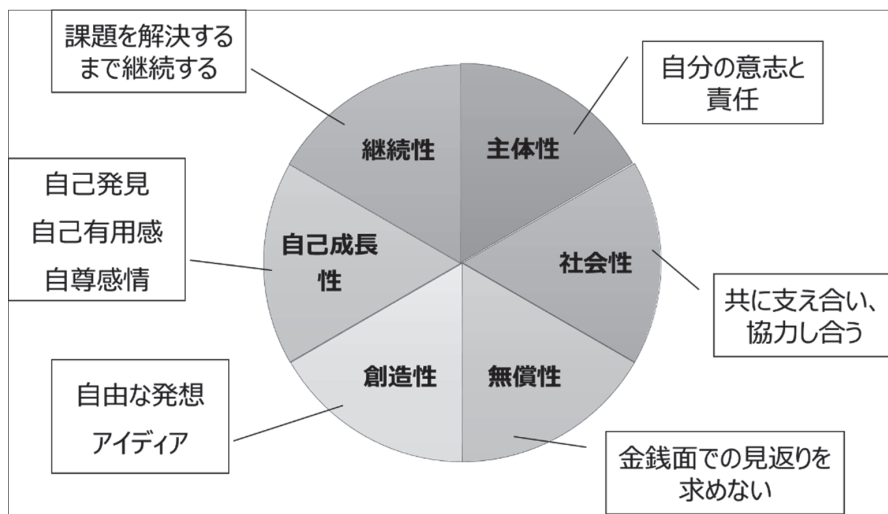 課題を解決する
まで継続する
自分の意志と
責任
継続性
主体性
自己発見
自己有用感
自尊感情
自己成長
性
社会性
共に支え合い、
協力し合う
創造性
無償性
自由な発想
アイディア
金銭面での見返りを
求めない